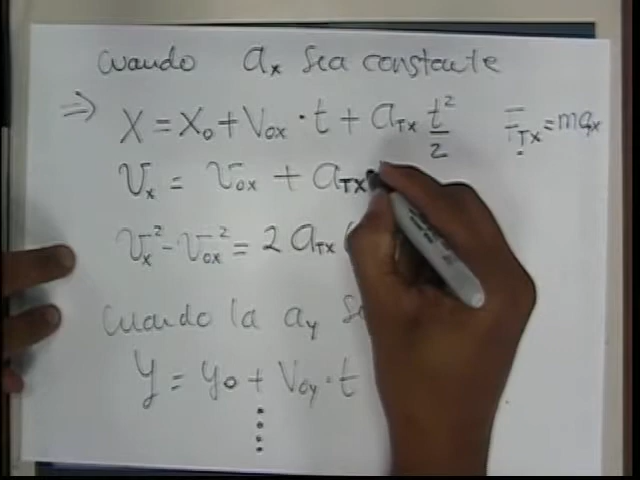 Cuando a_x sea constante
⇒ X = X₀ + V₀ₓ · t + a_Tx t²/2 F_Tx = m aₓ
Vₓ = V₀ₓ + a_Tx
Vₓ² - V₀ₓ² = 2 a_Tx
Cuando la a_y
y = y₀ + V₀y · t